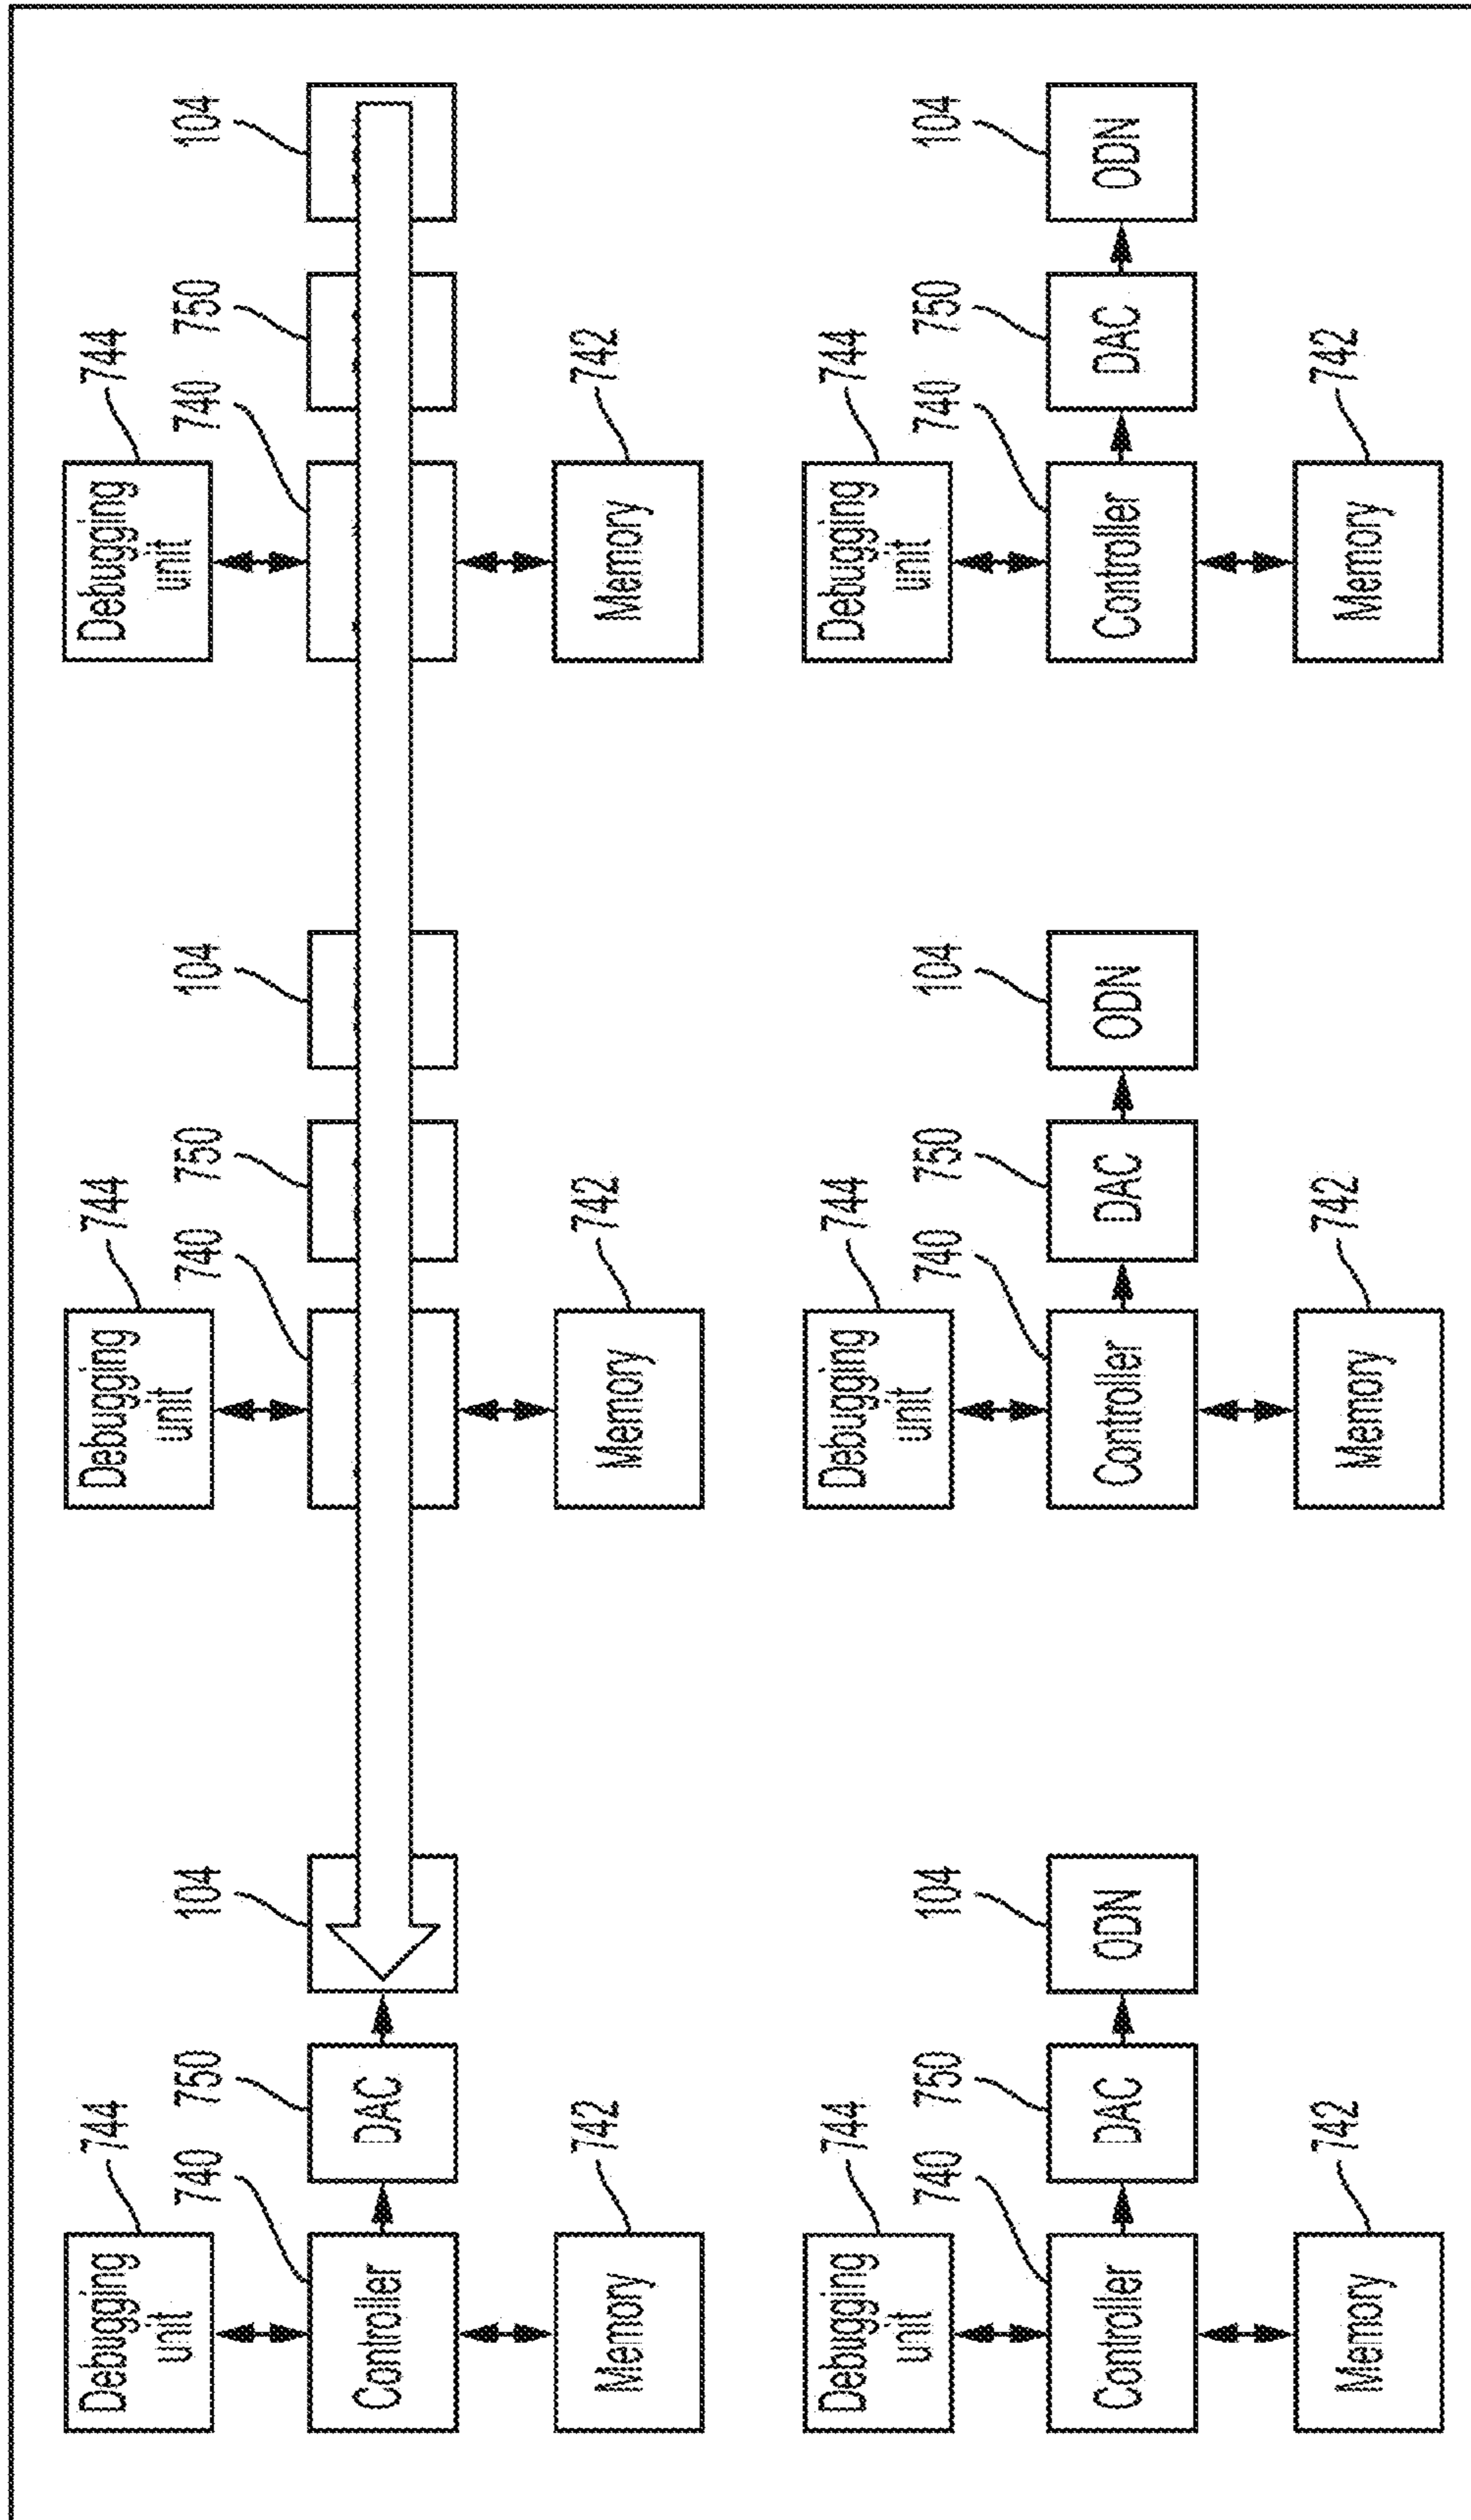 Debugging 744 Debugging 744 Debugging 744
unit unit unit
740 750 104 740 750 104 740 750 104
Controller DAC
742 742 742
Memory Memory Memory
Debugging 744 Debugging 744 Debugging 744
unit unit unit
740 750 104 740 750 104 740 750 104
Controller DAC ODN Controller DAC ODN Controller DAC ODN
742 742 742
Memory Memory Memory